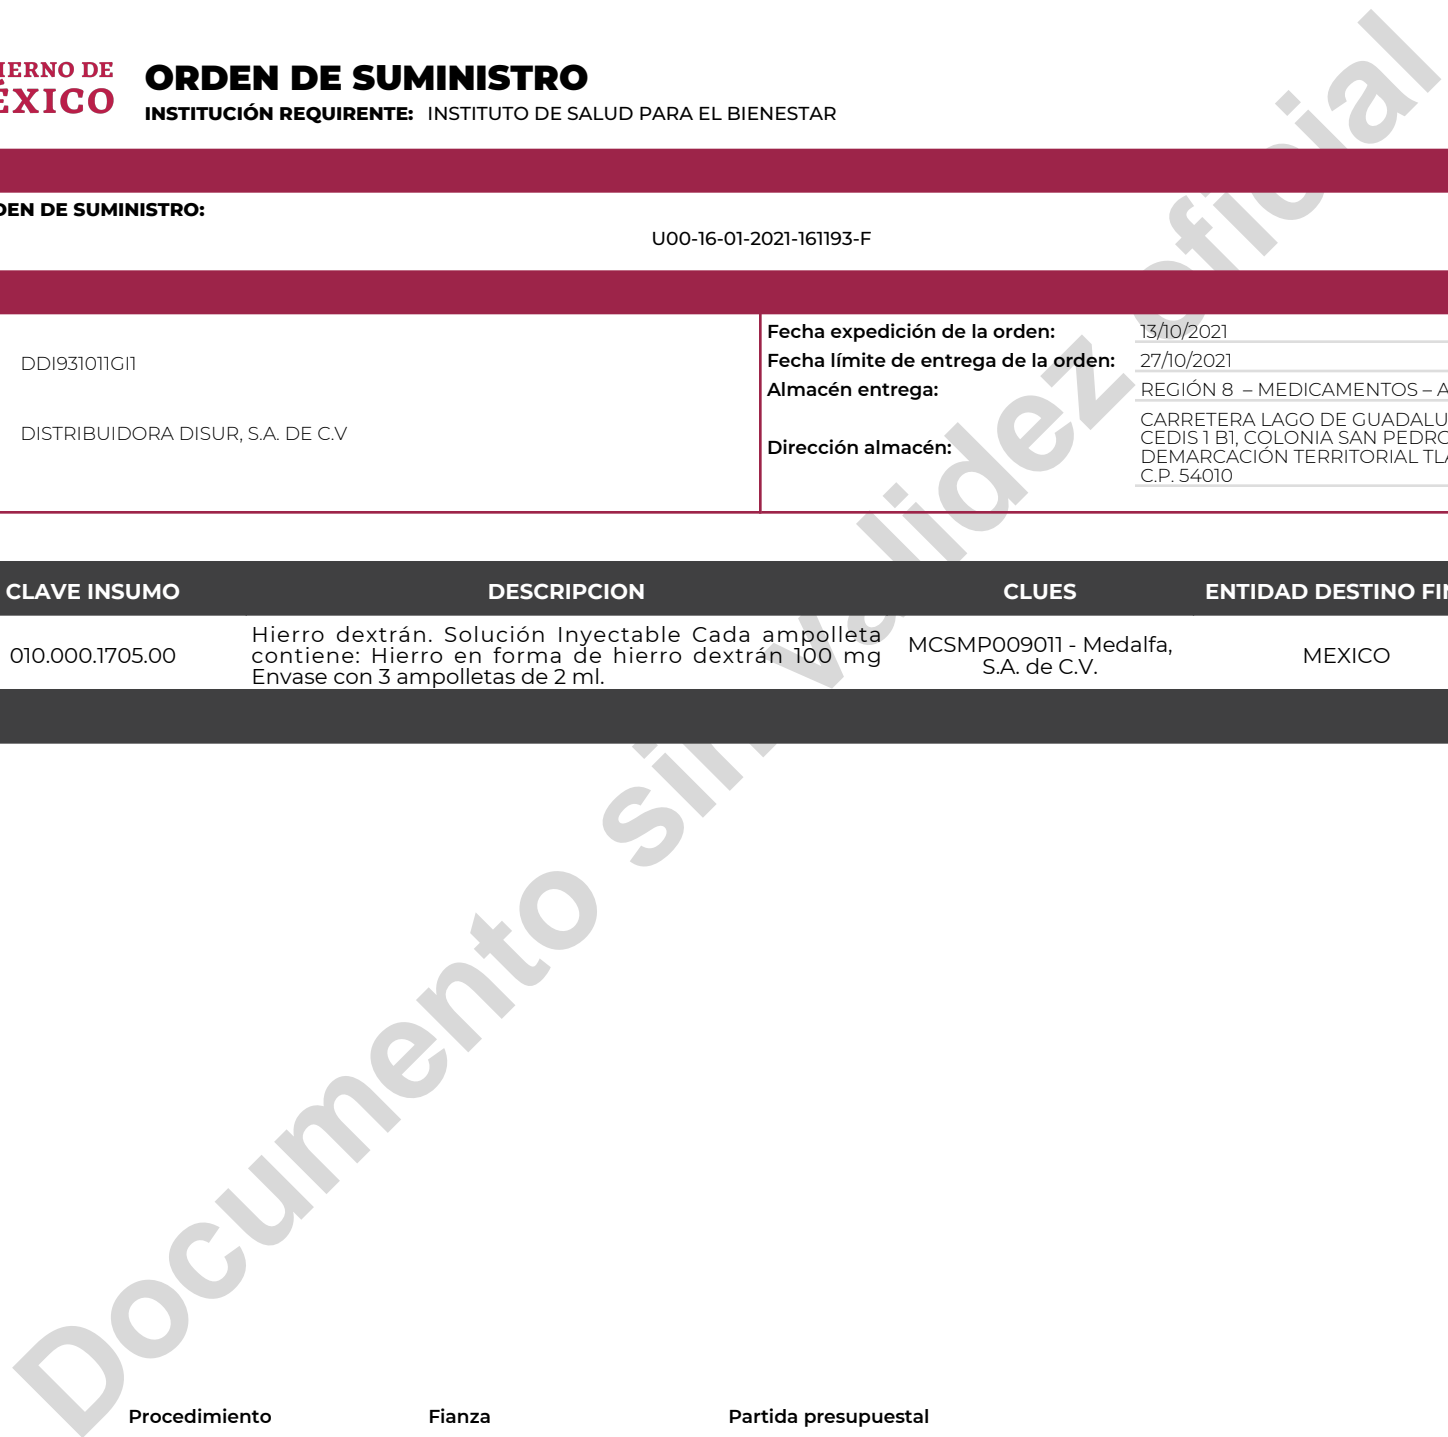 IERNO DE
ÉXICO
ORDEN DE SUMINISTRO
INSTITUCIÓN REQUIRENTE: INSTITUTO DE SALUD PARA EL BIENESTAR
DEN DE SUMINISTRO:
U00-16-01-2021-161193-F
DDI931011GI1
DISTRIBUIDORA DISUR, S.A. DE C.V
Fecha expedición de la orden: 13/10/2021
Fecha límite de entrega de la orden: 27/10/2021
Almacén entrega: REGIÓN 8 – MEDICAMENTOS – A
Dirección almacén:
CARRETERA LAGO DE GUADALU
CEDIS 1 B1, COLONIA SAN PEDRO
DEMARCACIÓN TERRITORIAL TLA
C.P. 54010
CLAVE INSUMO DESCRIPCION CLUES ENTIDAD DESTINO FIN
010.000.1705.00
Hierro dextrán. Solución Inyectable Cada ampolleta
contiene: Hierro en forma de hierro dextrán 100 mg
Envase con 3 ampolletas de 2 ml.
MCSMP009011 - Medalfa,
S.A. de C.V.
MEXICO
Documento sin validez oficial
Procedimiento Fianza Partida presupuestal